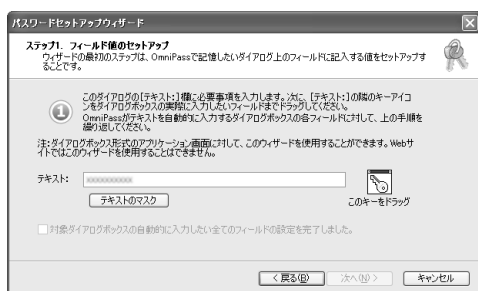 パスワードセットアップウィザード
ステップ1. フィールド値のセットアップ
ウィザードの最初のステップは、OmniPassで記憶したいダイアログ上のフィールドに記入する値をセットアップす
ることです。
このダイアログの[テキスト:]欄に必要事項を入力します。次に、[テキスト:]の隣のキーアイコ
ンをダイアログボックスの実際に入力したいフィールドまでドラッグしてください。
OmniPassがテキストを自動的に入力するダイアログボックスの各フィールドに対して、上の手順を
繰り返してください。
注:ダイアログボックス形式のアプリケーション画面に対して、このウィザードを使用することができます。Webサ
イトではこのウィザードを使用することはできません。
テキスト: xxxxxxxxxx
テキストのマスク
このキーをドラッグ
対象ダイアログボックスの自動的に入力したい全てのフィールドの設定を完了しました。
< 戻る(B) 次へ(N) > キャンセル